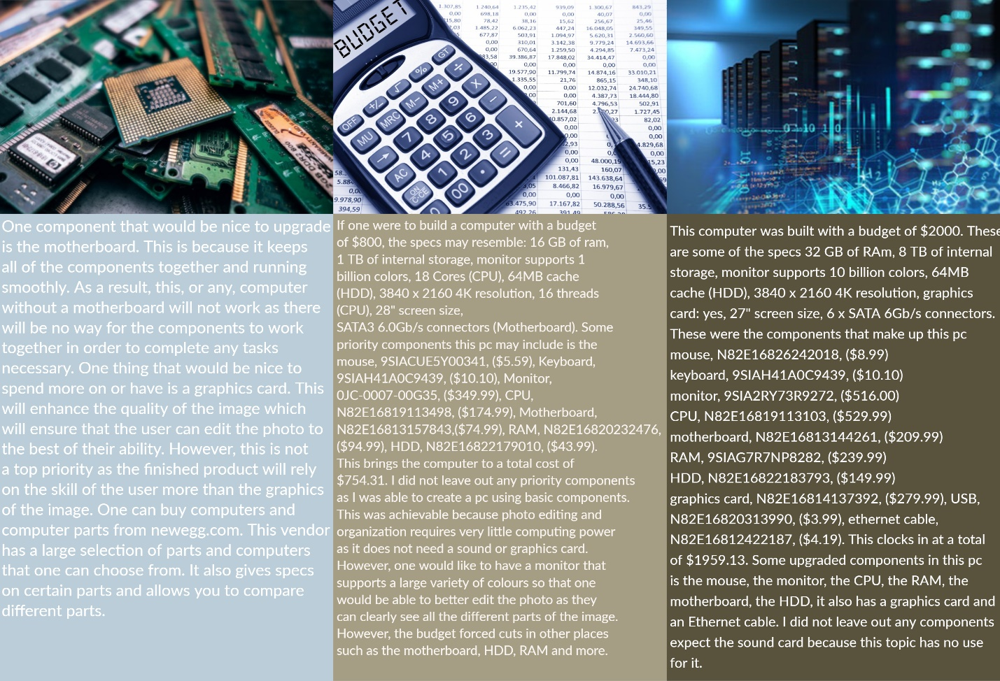 BUDGET
One component that would be nice to upgrade
is the motherboard. This is because it keeps
all of the components together and running
smoothly. As a result, this, or any, computer
without a motherboard will not work as there
will be no way for the components to work
together in order to complete any tasks
necessary. One thing that would be nice to
spend more on or have is a graphics card. This
will enhance the quality of the image which
will ensure that the user can edit the photo to
the best of their ability. However, this is not
a top priority as the finished product will rely
on the skill of the user more than the graphics
of the image. One can buy computers and
computer parts from newegg.com. This vendor
has a large selection of parts and computers
that one can choose from. It also gives specs
on certain parts and allows you to compare
different parts.
If one were to build a computer with a budget
of $800, the specs may resemble: 16 GB of ram,
1 TB of internal storage, monitor supports 1
billion colors, 18 Cores (CPU), 64MB cache
(HDD), 3840 x 2160 4K resolution, 16 threads
(CPU), 28" screen size,
SATA3 6.0Gb/s connectors (Motherboard). Some
priority components this pc may include is the
mouse, 9SIACUE5Y00341, ($5.59), Keyboard,
9SIAH41A0C9439, ($10.10), Monitor,
0JC-0007-00G35, ($349.99), CPU,
N82E16819113498, ($174.99), Motherboard,
N82E16813157843,($74.99), RAM, N82E16820232476,
($94.99), HDD, N82E16822179010, ($43.99).
This brings the computer to a total cost of
$754.31. I did not leave out any priority components
as I was able to create a pc using basic components.
This was achievable because photo editing and
organization requires very little computing power
as it does not need a sound or graphics card.
However, one would like to have a monitor that
supports a large variety of colours so that one
would be able to better edit the photo as they
can clearly see all the different parts of the image.
However, the budget forced cuts in other places
such as the motherboard, HDD, RAM and more.
This computer was built with a budget of $2000. These
are some of the specs 32 GB of RAm, 8 TB of internal
storage, monitor supports 10 billion colors, 64MB
cache (HDD), 3840 x 2160 4K resolution, graphics
card: yes, 27" screen size, 6 x SATA 6Gb/s connectors.
These were the components that make up this pc
mouse, N82E16826242018, ($8.99)
keyboard, 9SIAH41A0C9439, ($10.10)
monitor, 9SIA2RY73R9272, ($516.00)
CPU, N82E16819113103, ($529.99)
motherboard, N82E16813144261, ($209.99)
RAM, 9SIAG7R7NP8282, ($239.99)
HDD, N82E16822183793, ($149.99)
graphics card, N82E16814137392, ($279.99), USB,
N82E16820313990, ($3.99), ethernet cable,
N82E16812422187, ($4.19). This clocks in at a total
of $1959.13. Some upgraded components in this pc
is the mouse, the monitor, the CPU, the RAM, the
motherboard, the HDD, it also has a graphics card and
an Ethernet cable. I did not leave out any components
expect the sound card because this topic has no use
for it.